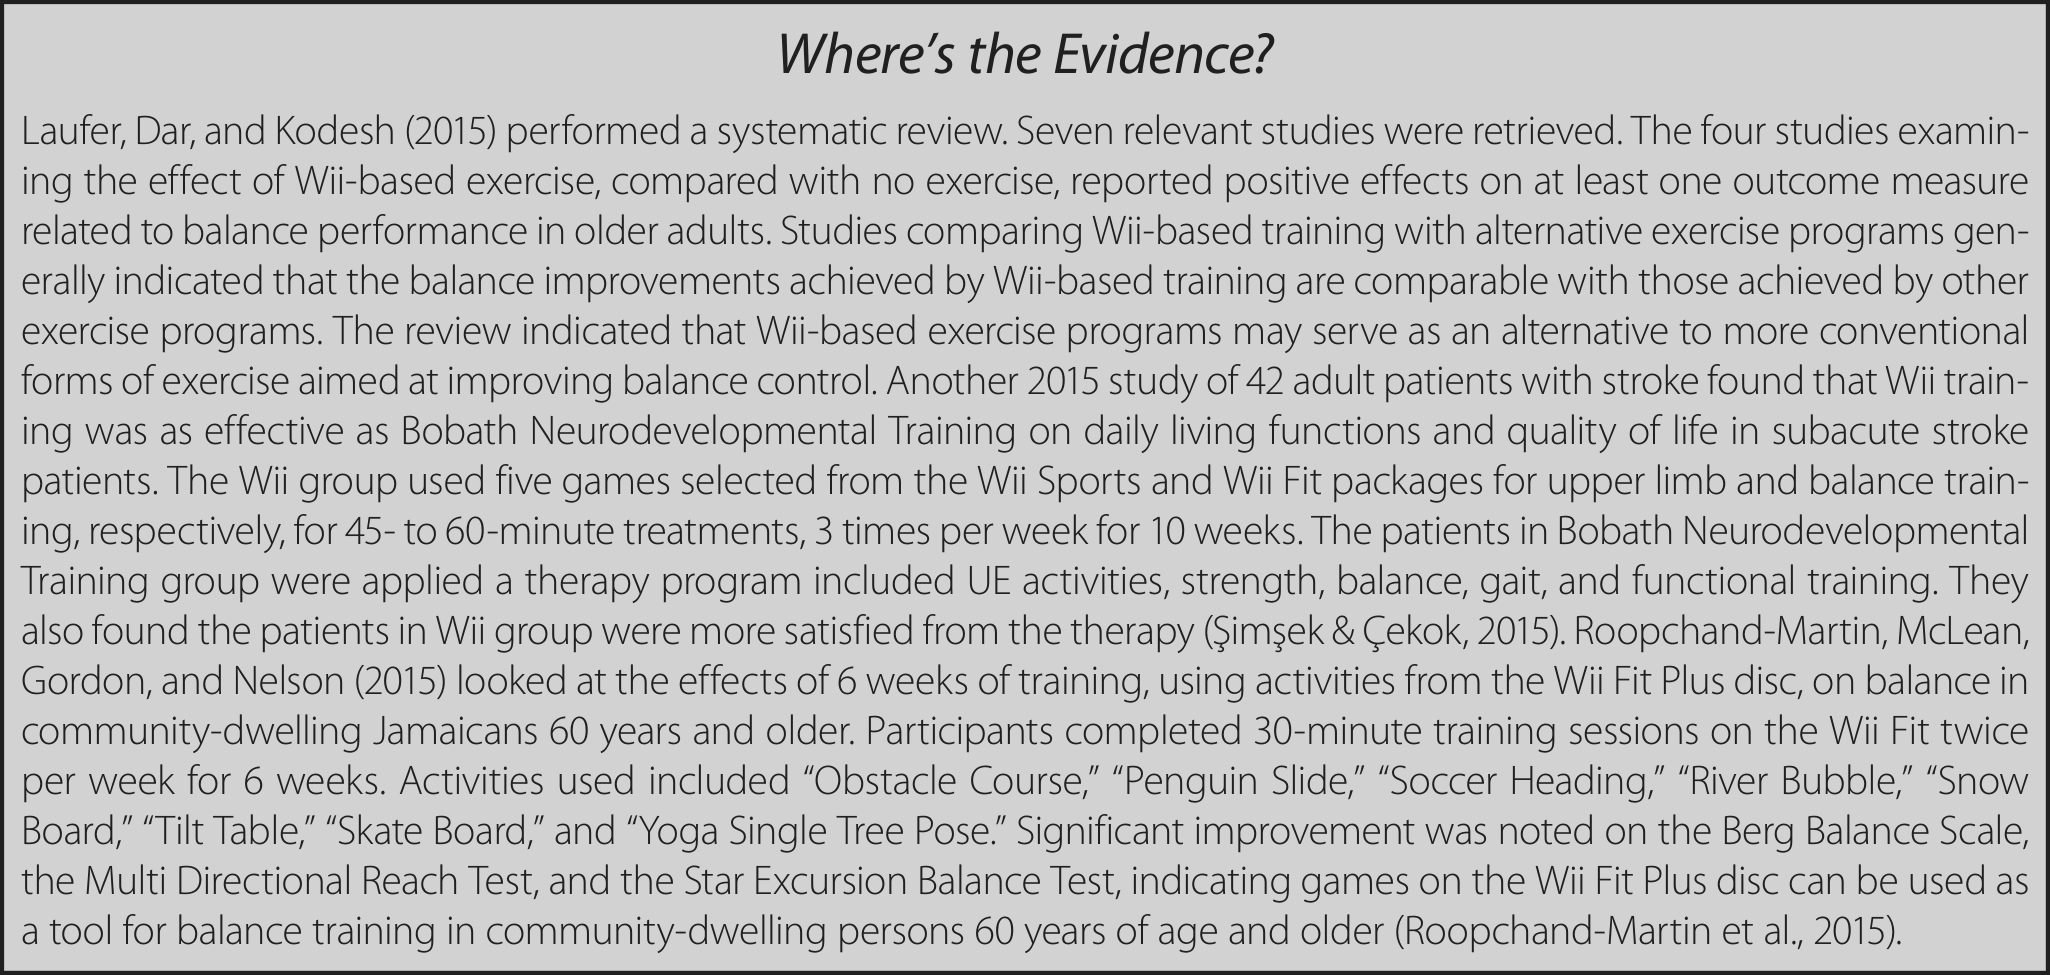 Where’s the Evidence?
Laufer, Dar, and Kodesh (2015) performed a systematic review. Seven relevant studies were retrieved. The four studies examin-
ing the effect of Wii-based exercise, compared with no exercise, reported positive effects on at least one outcome measure
related to balance performance in older adults. Studies comparing Wii-based training with alternative exercise programs gen-
erally indicated that the balance improvements achieved by Wii-based training are comparable with those achieved by other
exercise programs. The review indicated that Wii-based exercise programs may serve as an alternative to more conventional
forms of exercise aimed at improving balance control. Another 2015 study of 42 adult patients with stroke found that Wii train-
ing was as effective as Bobath Neurodevelopmental Training on daily living functions and quality of life in subacute stroke
patients. The Wii group used five games selected from the Wii Sports and Wii Fit packages for upper limb and balance train-
ing, respectively, for 45- to 60-minute treatments, 3 times per week for 10 weeks. The patients in Bobath Neurodevelopmental
Training group were applied a therapy program included UE activities, strength, balance, gait, and functional training. They
also found the patients in Wii group were more satisfied from the therapy (Şimşek & Çekok, 2015). Roopchand-Martin, McLean,
Gordon, and Nelson (2015) looked at the effects of 6 weeks of training, using activities from the Wii Fit Plus disc, on balance in
community-dwelling Jamaicans 60 years and older. Participants completed 30-minute training sessions on the Wii Fit twice
per week for 6 weeks. Activities used included “Obstacle Course,” “Penguin Slide,” “Soccer Heading,” “River Bubble,” “Snow
Board,” “Tilt Table,” “Skate Board,” and “Yoga Single Tree Pose.” Significant improvement was noted on the Berg Balance Scale,
the Multi Directional Reach Test, and the Star Excursion Balance Test, indicating games on the Wii Fit Plus disc can be used as
a tool for balance training in community-dwelling persons 60 years of age and older (Roopchand-Martin et al., 2015).